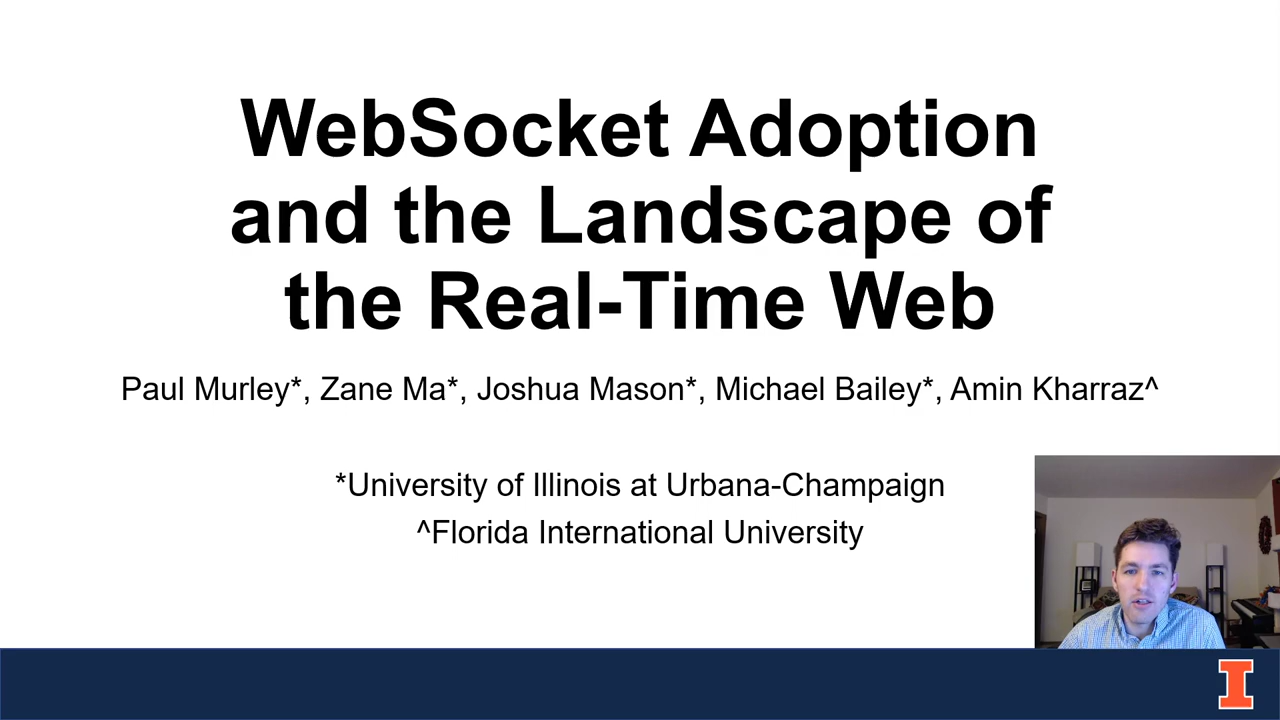 WebSocket Adoption
and the Landscape of
the Real-Time Web
Paul Murley*, Zane Ma*, Joshua Mason*, Michael Bailey*, Amin Kharraz^
*University of Illinois at Urbana-Champaign
^Florida International University